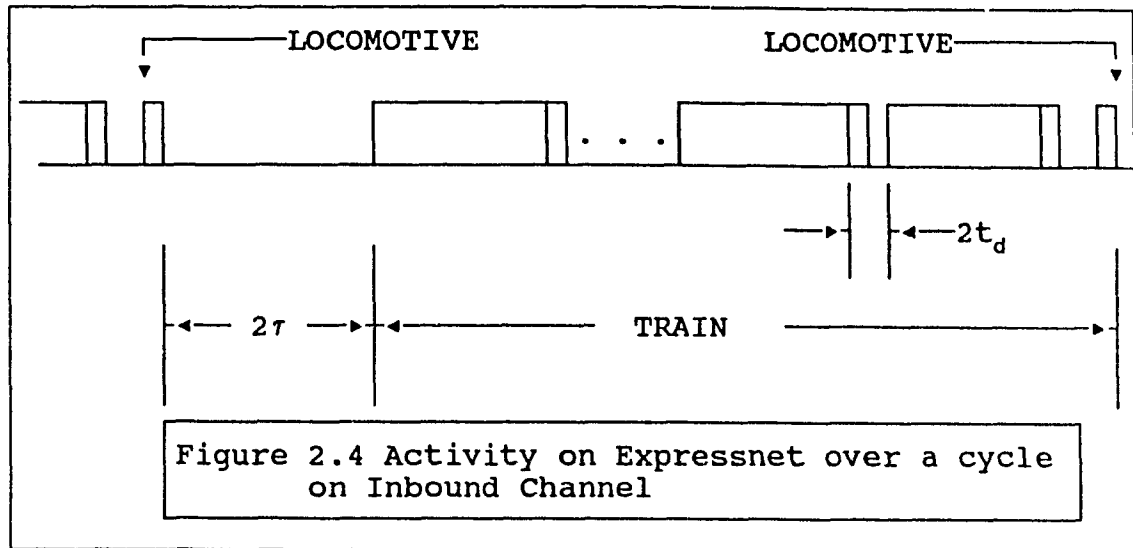 LOCOMOTIVE LOCOMOTIVE
. . .
2t_d
2τ TRAIN
Figure 2.4 Activity on Expressnet over a cycle
on Inbound Channel